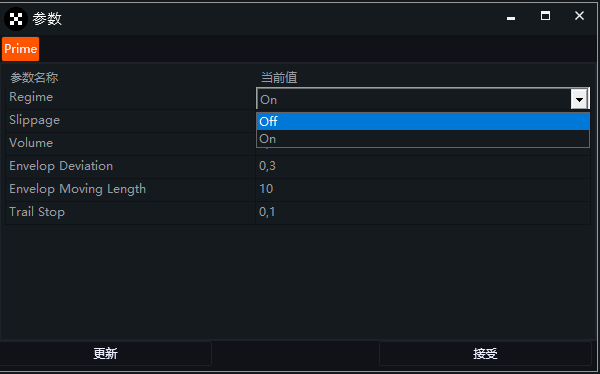 参数
Prime
参数名称 当前值
Regime On
Slippage Off
Volume On
Envelop Deviation 0,3
Envelop Moving Length 10
Trail Stop 0,1
更新 接受